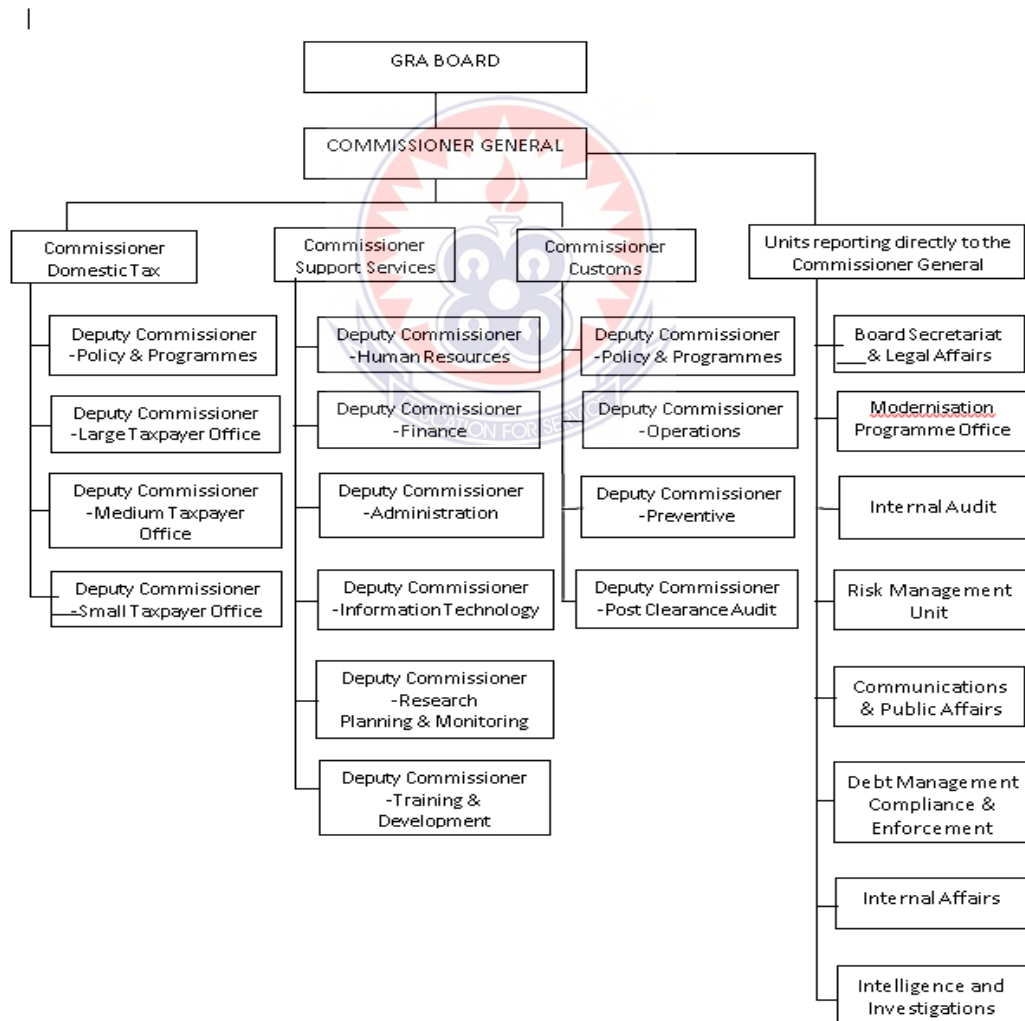 GRA BOARD
COMMISSIONER GENERAL
Commissioner
Domestic Tax
Deputy Commissioner
-Policy & Programmes
Deputy Commissioner
-Large Taxpayer Office
Deputy Commissioner
-Medium Taxpayer
Office
Deputy Commissioner
-Small Taxpayer Office
Commissioner
Support Services
Deputy Commissioner
-Human Resources
Deputy Commissioner
-Finance
Deputy Commissioner
-Administration
Deputy Commissioner
-Information Technology
Deputy Commissioner
-Research
Planning & Monitoring
Deputy Commissioner
-Training &
Development
Commissioner
Customs
Deputy Commissioner
-Policy & Programmes
Deputy Commissioner
-Operations
Deputy Commissioner
-Preventive
Deputy Commissioner
-Post Clearance Audit
Units reporting directly to the
Commissioner General
Board Secretariat
& Legal Affairs
Modernisation
Programme Office
Internal Audit
Risk Management
Unit
Communications
& Public Affairs
Debt Management
Compliance &
Enforcement
Internal Affairs
Intelligence and
Investigations
FOR